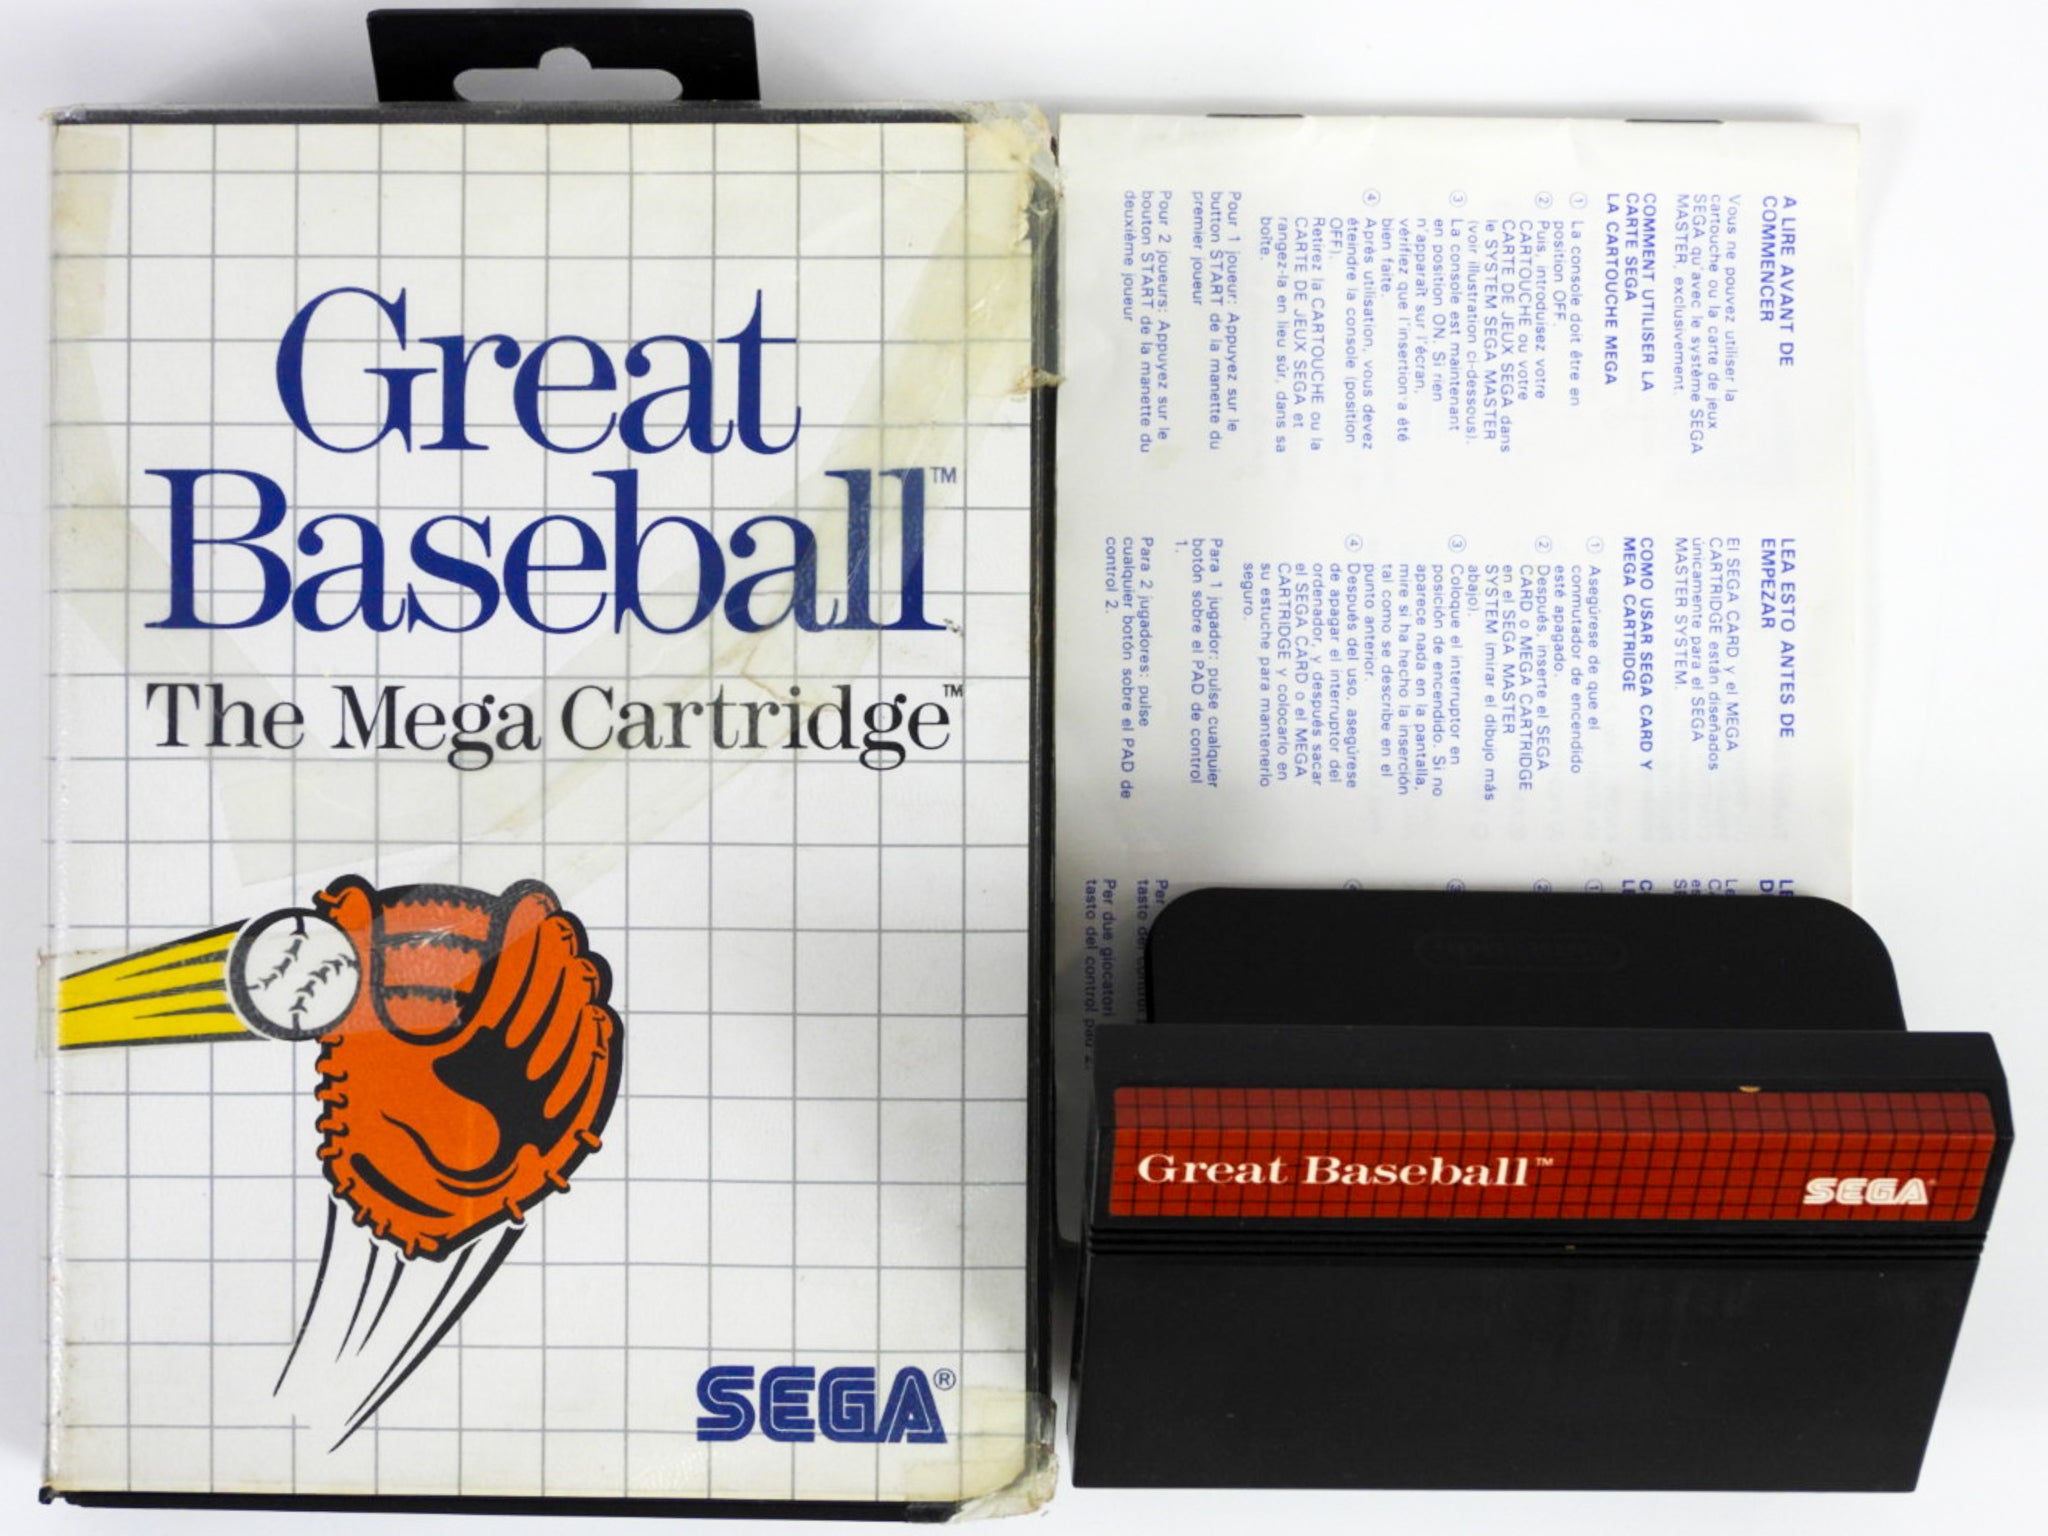 Great
Baseball™
The Mega Cartridge™
SEGA®
A LIRE AVANT DE
COMMENCER
Vous ne pouvez utiliser la
cartouche ou la carte de jeux
SEGA qu'avec le système SEGA
MASTER, exclusivement.
COMMENT UTILISER LA
CARTE SEGA
LA CARTOUCHE MEGA
① La console doit être en
position OFF.
② Puis, introduisez votre
CARTOUCHE ou votre
CARTE DE JEUX SEGA dans
le SYSTEM SEGA MASTER
(voir illustration ci-dessous).
③ La console est maintenant
en position ON. Si rien
n'apparaît sur l'écran,
vérifiez que l'insertion a été
bien faite.
④ Après utilisation, vous devez
éteindre la console (position
OFF).
Retirez la CARTOUCHE ou la
CARTE DE JEUX SEGA et
rangez-la en lieu sûr, dans sa
boîte.
Pour 1 joueur: Appuyez sur le
button START de la manette du
premier joueur
Pour 2 joueurs: Appuyez sur le
bouton START de la manette du
deuxième joueur
LEA ESTO ANTES DE
EMPEZAR
El SEGA CARD y el MEGA
CARTRIDGE están diseñados
únicamente para el SEGA
MASTER SYSTEM.
COMO USAR SEGA CARD Y
MEGA CARTRIDGE
① Asegúrese de que el
conmutador de encendido
esté apagado.
② Después, inserte el SEGA
CARD o MEGA CARTRIDGE
en el SEGA MASTER
SYSTEM (mirar el dibujo más
abajo).
③ Coloque el interruptor en
posición de encendido. Si no
aparece nada en la pantalla,
mire si ha hecho la inserción
tal como se describe en el
punto anterior.
④ Después del uso, asegúrese
de apagar el interruptor del
ordenador, y después sacar
el SEGA CARD o el MEGA
CARTRIDGE y colocarlo en
su estuche para mantenerlo
seguro.
Para 1 jugador: pulse cualquier
botón sobre el PAD de control
1.
Para 2 jugadores: pulse
cualquier botón sobre el PAD de
control 2.
Per
tasto del control
Per due giocatori
tasto del control pad 2.
Great Baseball™
SEGA®